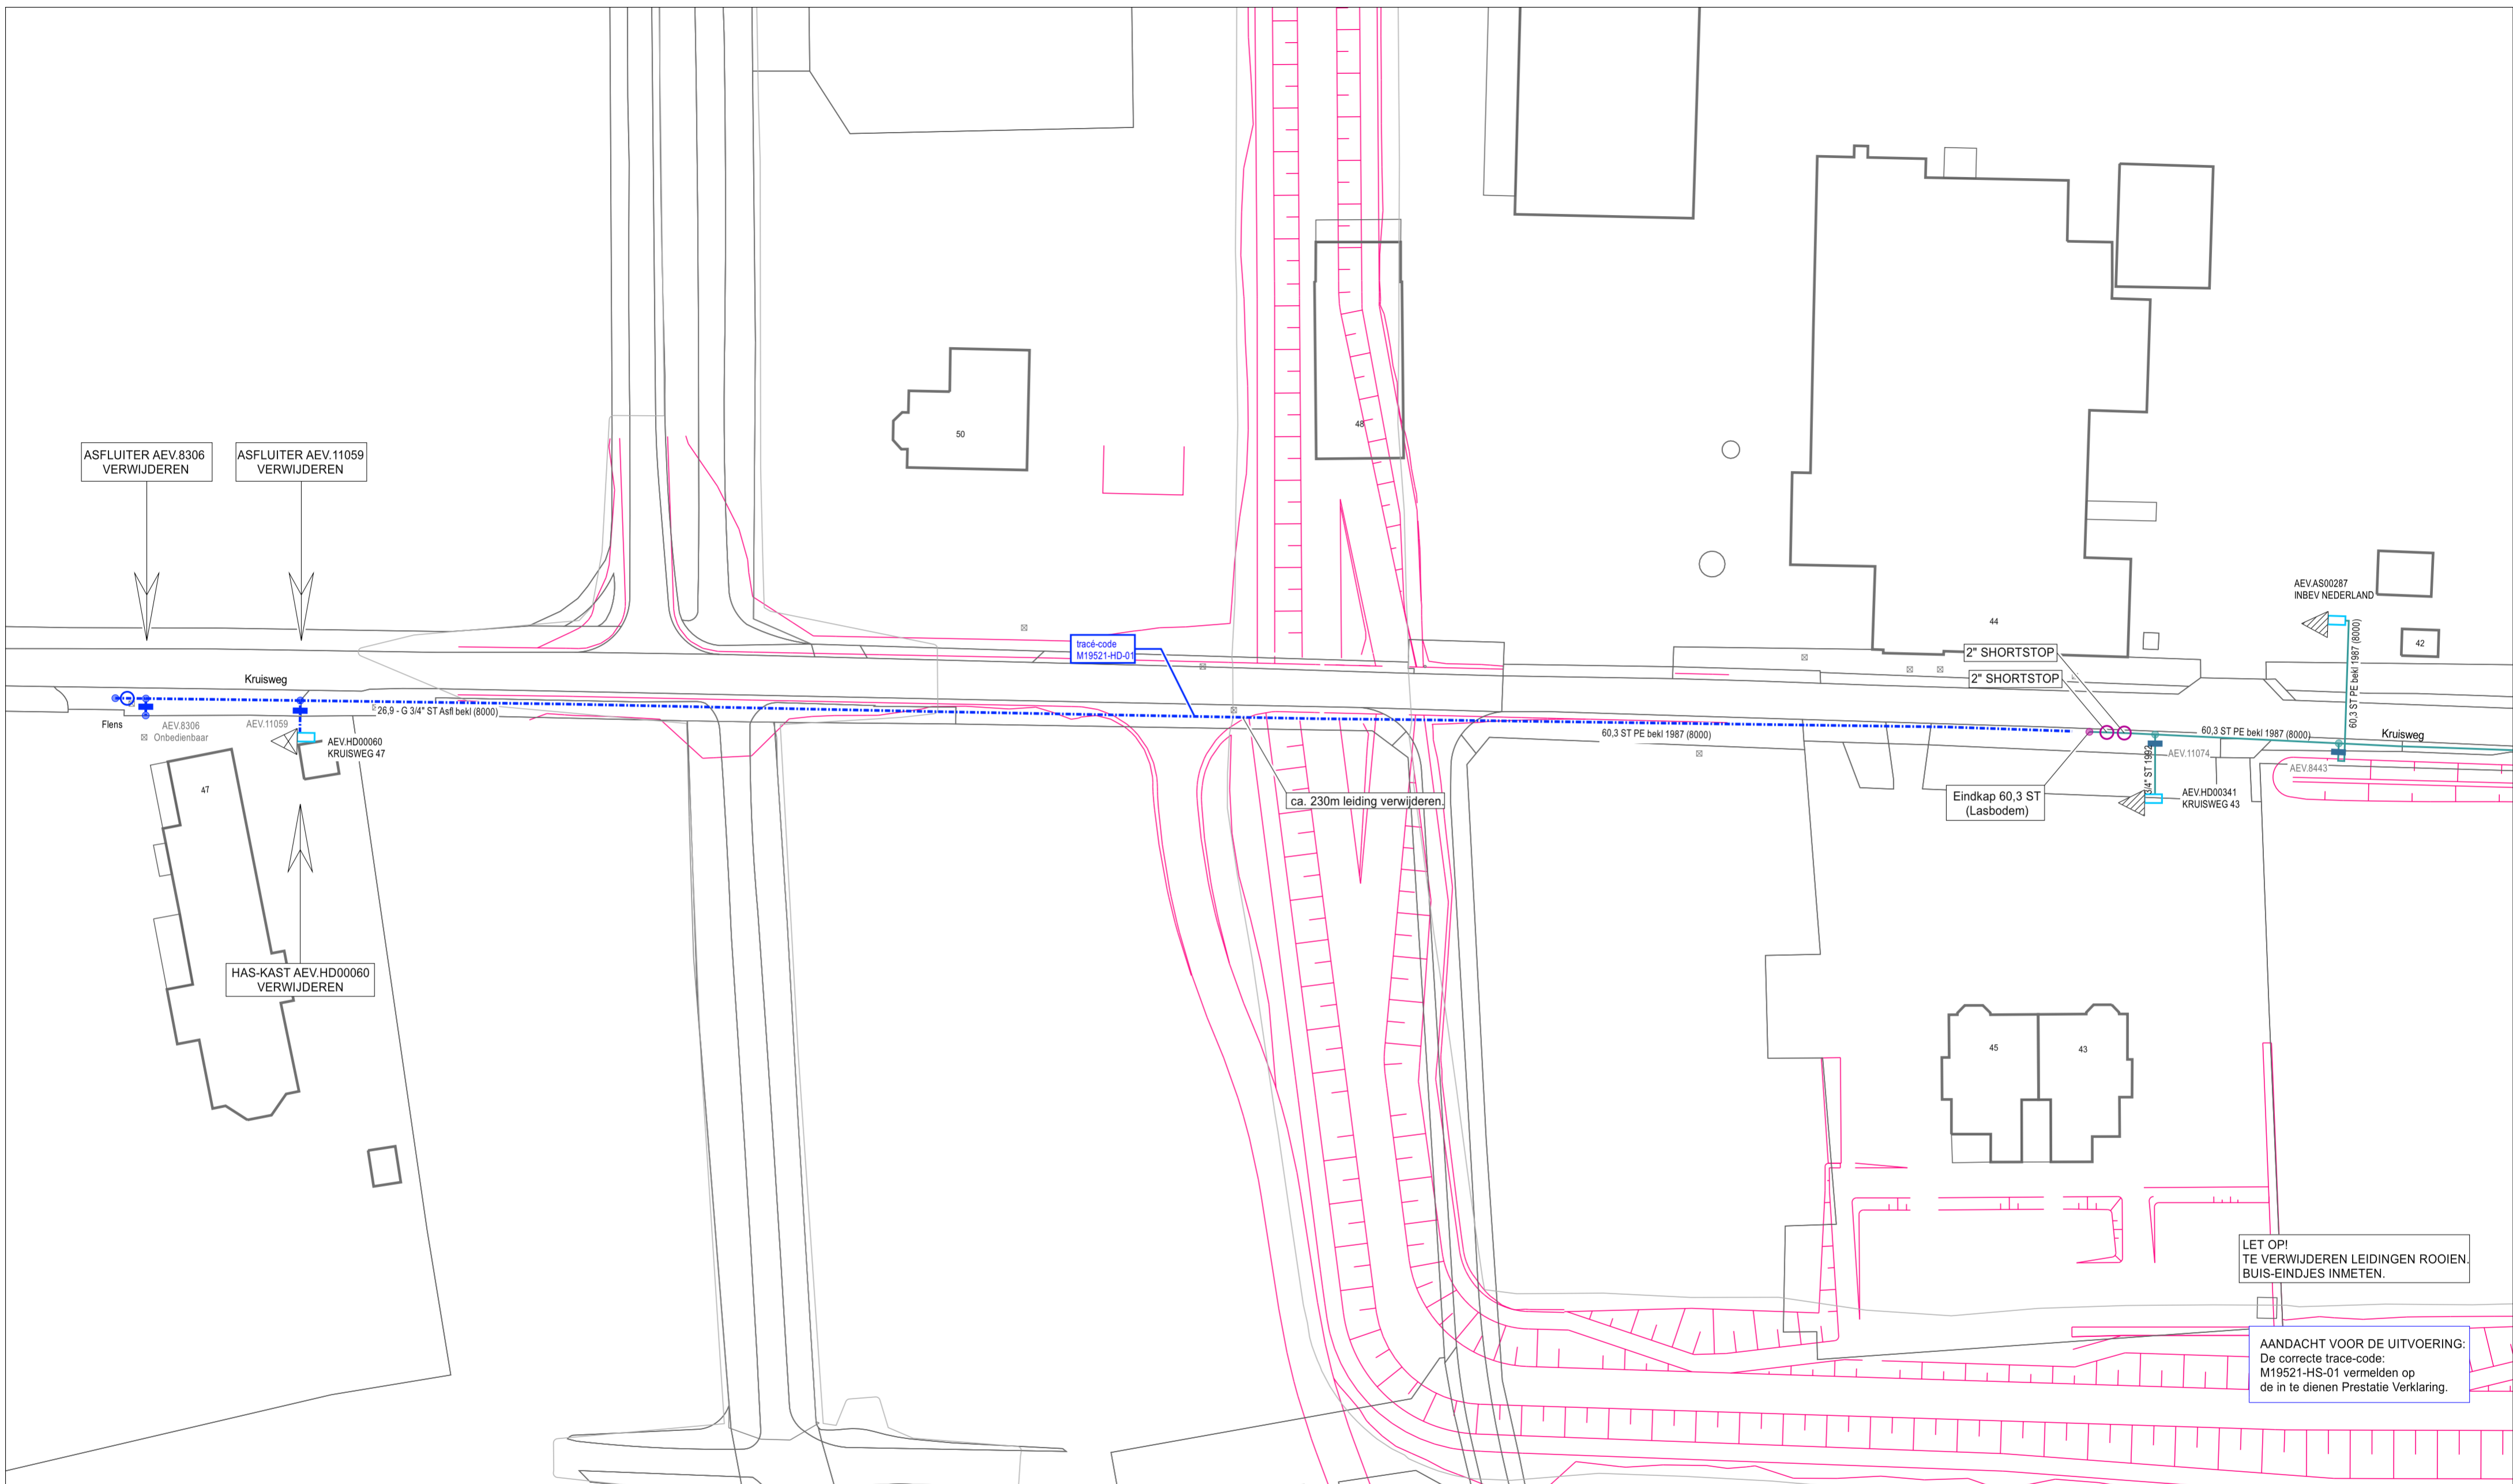 50
48
ASFLUITER AEV.8306
VERWIJDEREN
ASFLUITER AEV.11059
VERWIJDEREN
AEV.AS00287
INBEV NEDERLAND
44
42
tracé-code
M19521-HD-01
2" SHORTSTOP
2" SHORTSTOP
60,3 ST PE bekl 1987 (8000)
Kruisweg
26,9 - G 3/4" ST Asfl bekl (8000)
Flens
AEV.8306
Onbedienbaar
AEV.11059
AEV.HD00060
KRUISWEG 47
60,3 ST PE bekl 1987 (8000)
60,3 ST PE bekl 1987 (8000)
Kruisweg
3/4" ST 1992
AEV.11074
AEV.8443
47
ca. 230m leiding verwijderen.
Eindkap 60,3 ST
(Lasbodem)
AEV.HD00341
KRUISWEG 43
HAS-KAST AEV.HD00060
VERWIJDEREN
45
43
LET OP!
TE VERWIJDEREN LEIDINGEN ROOIEN.
BUIS-EINDJES INMETEN.
AANDACHT VOOR DE UITVOERING:
De correcte trace-code:
M19521-HS-01 vermelden op
de in te dienen Prestatie Verklaring.